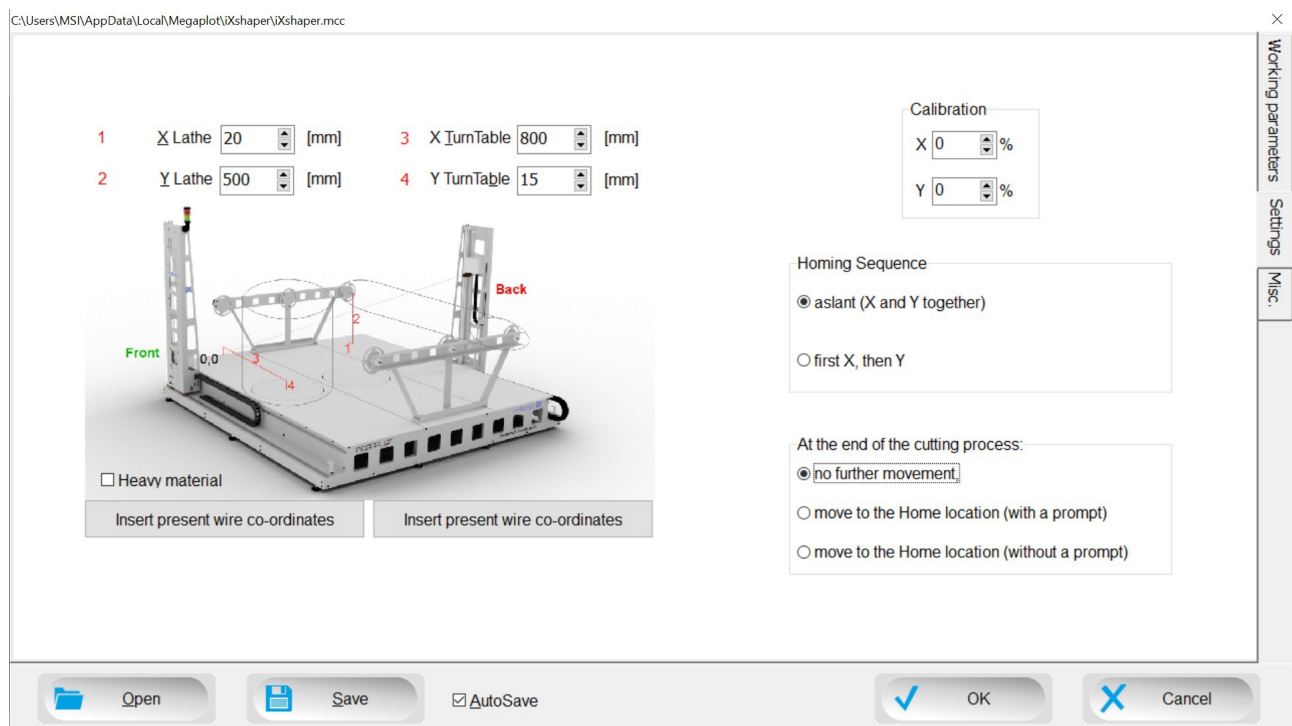 C:\Users\MSI\AppData\Local\Megaplot\iXshaper\iXshaper.mcc
1 X Lathe 20 [mm] 3 X TurnTable 800 [mm]
2 Y Lathe 500 [mm] 4 Y TurnTable 15 [mm]
Back
2
1
Front
0,0
3
4
Heavy material
Insert present wire co-ordinates
Insert present wire co-ordinates
Calibration
X 0 %
Y 0 %
Homing Sequence
aslant (X and Y together)
first X, then Y
At the end of the cutting process:
no further movement,
move to the Home location (with a prompt)
move to the Home location (without a prompt)
Working parameters
Settings
Misc.
Open
Save
AutoSave
OK
Cancel